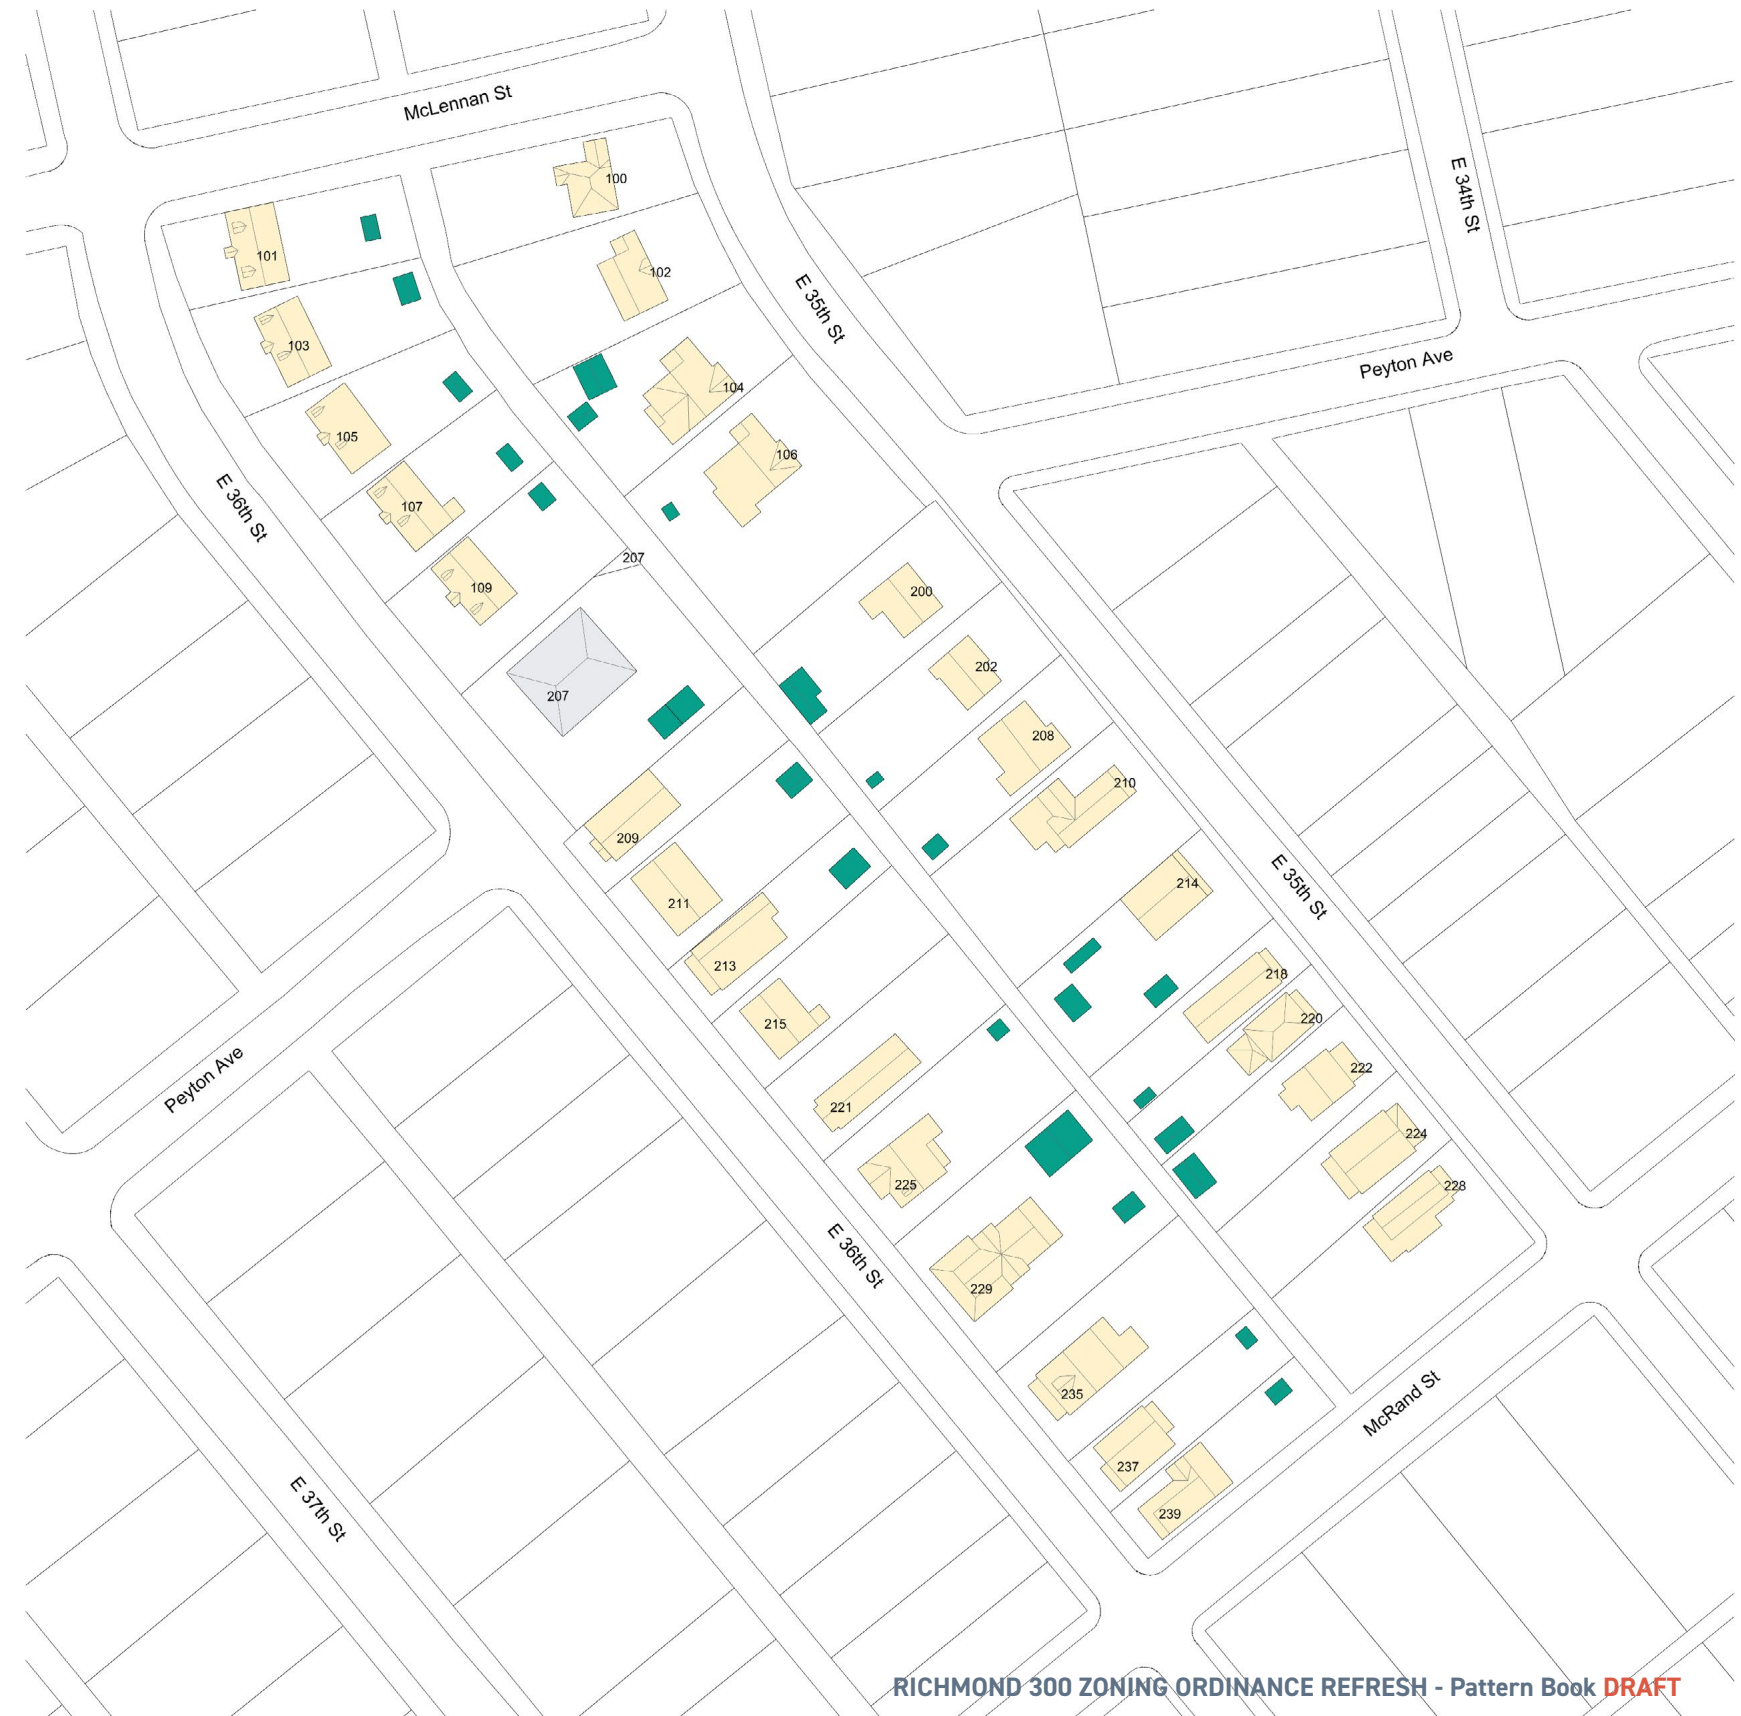 McLennan St
E 34th St
100
101
102
E 35th St
103
Peyton Ave
104
105
106
E 36th St
107
207
109
200
202
207
208
210
209
214
E 35th St
211
213
218
220
215
222
Peyton Ave
221
224
225
228
E 36th St
229
235
McRand St
237
E 37th St
239
RICHMOND 300 ZONING ORDINANCE REFRESH - Pattern Book DRAFT